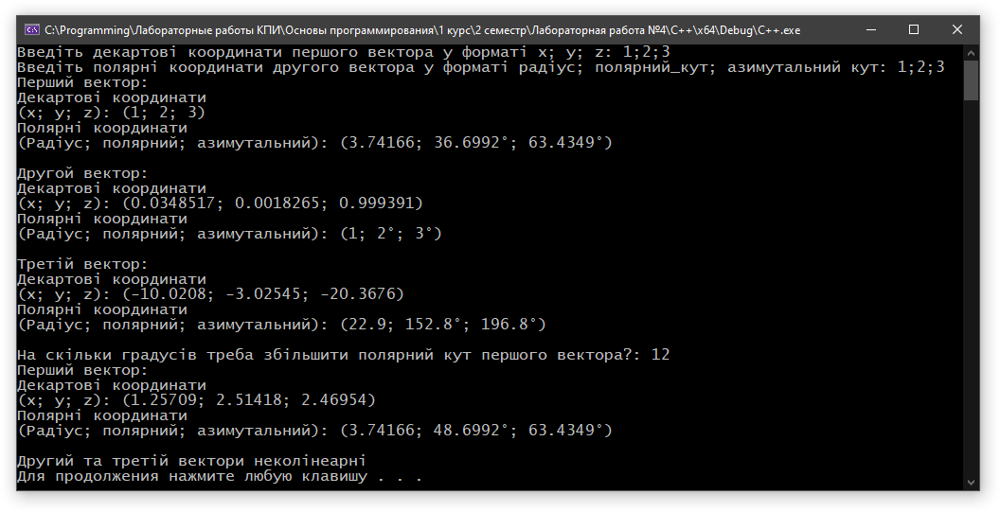 C:\Programming\Лабораторные работы КПИ\Основы программирования\1 курс\2 семестр\Лабораторная работа №4\C++\x64\Debug\C++.exe
Введіть декартові координати першого вектора у форматі x; y; z: 1;2;3
Введіть полярні координати другого вектора у форматі радіус; полярний_кут; азимутальний кут: 1;2;3
Перший вектор:
Декартові координати
(x; y; z): (1; 2; 3)
Полярні координати
(Радіус; полярний; азимутальний): (3.74166; 36.6992°; 63.4349°)
Другой вектор:
Декартові координати
(x; y; z): (0.0348517; 0.0018265; 0.999391)
Полярні координати
(Радіус; полярний; азимутальний): (1; 2°; 3°)
Третій вектор:
Декартові координати
(x; y; z): (-10.0208; -3.02545; -20.3676)
Полярні координати
(Радіус; полярний; азимутальний): (22.9; 152.8°; 196.8°)
На скільки градусів треба збільшити полярний кут першого вектора?: 12
Перший вектор:
Декартові координати
(x; y; z): (1.25709; 2.51418; 2.46954)
Полярні координати
(Радіус; полярний; азимутальний): (3.74166; 48.6992°; 63.4349°)
Другий та третій вектори неколінеарні
Для продолжения нажмите любую клавишу . . .